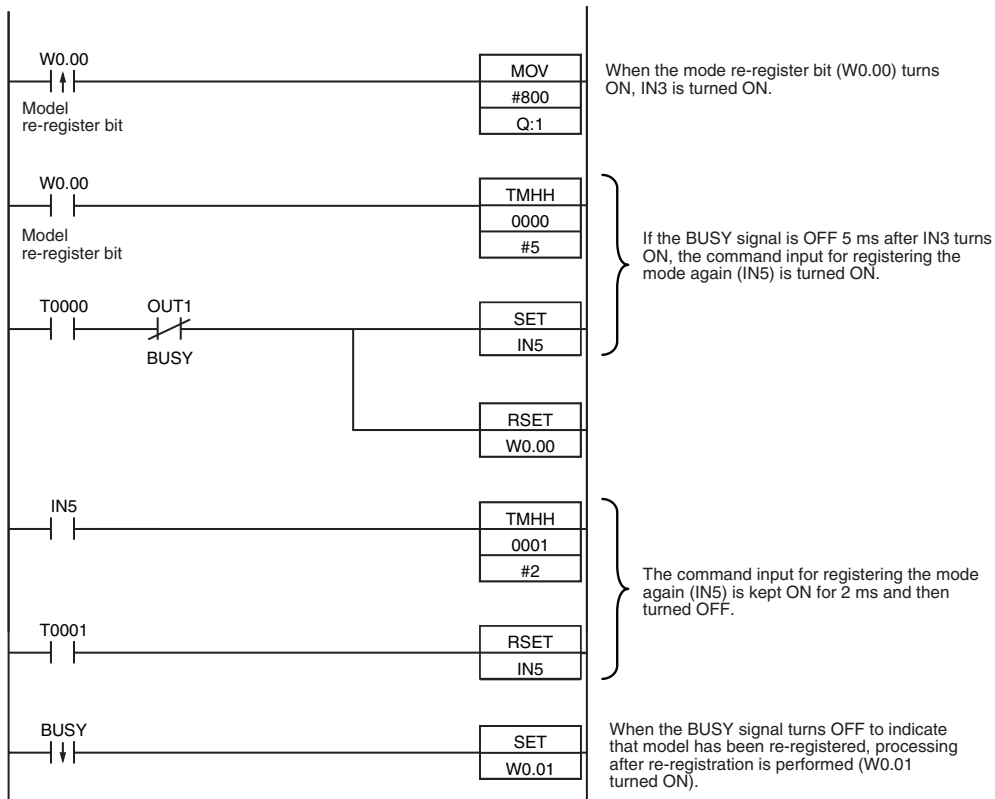 W0.00
Model
re-register bit
MOV
#800
Q:1
When the mode re-register bit (W0.00) turns
ON, IN3 is turned ON.
W0.00
Model
re-register bit
TMHH
0000
#5
If the BUSY signal is OFF 5 ms after IN3 turns
ON, the command input for registering the
mode again (IN5) is turned ON.
T0000
OUT1
BUSY
SET
IN5
RSET
W0.00
IN5
TMHH
0001
#2
The command input for registering the mode
again (IN5) is kept ON for 2 ms and then
turned OFF.
T0001
RSET
IN5
BUSY
SET
W0.01
When the BUSY signal turns OFF to indicate
that model has been re-registered, processing
after re-registration is performed (W0.01
turned ON).